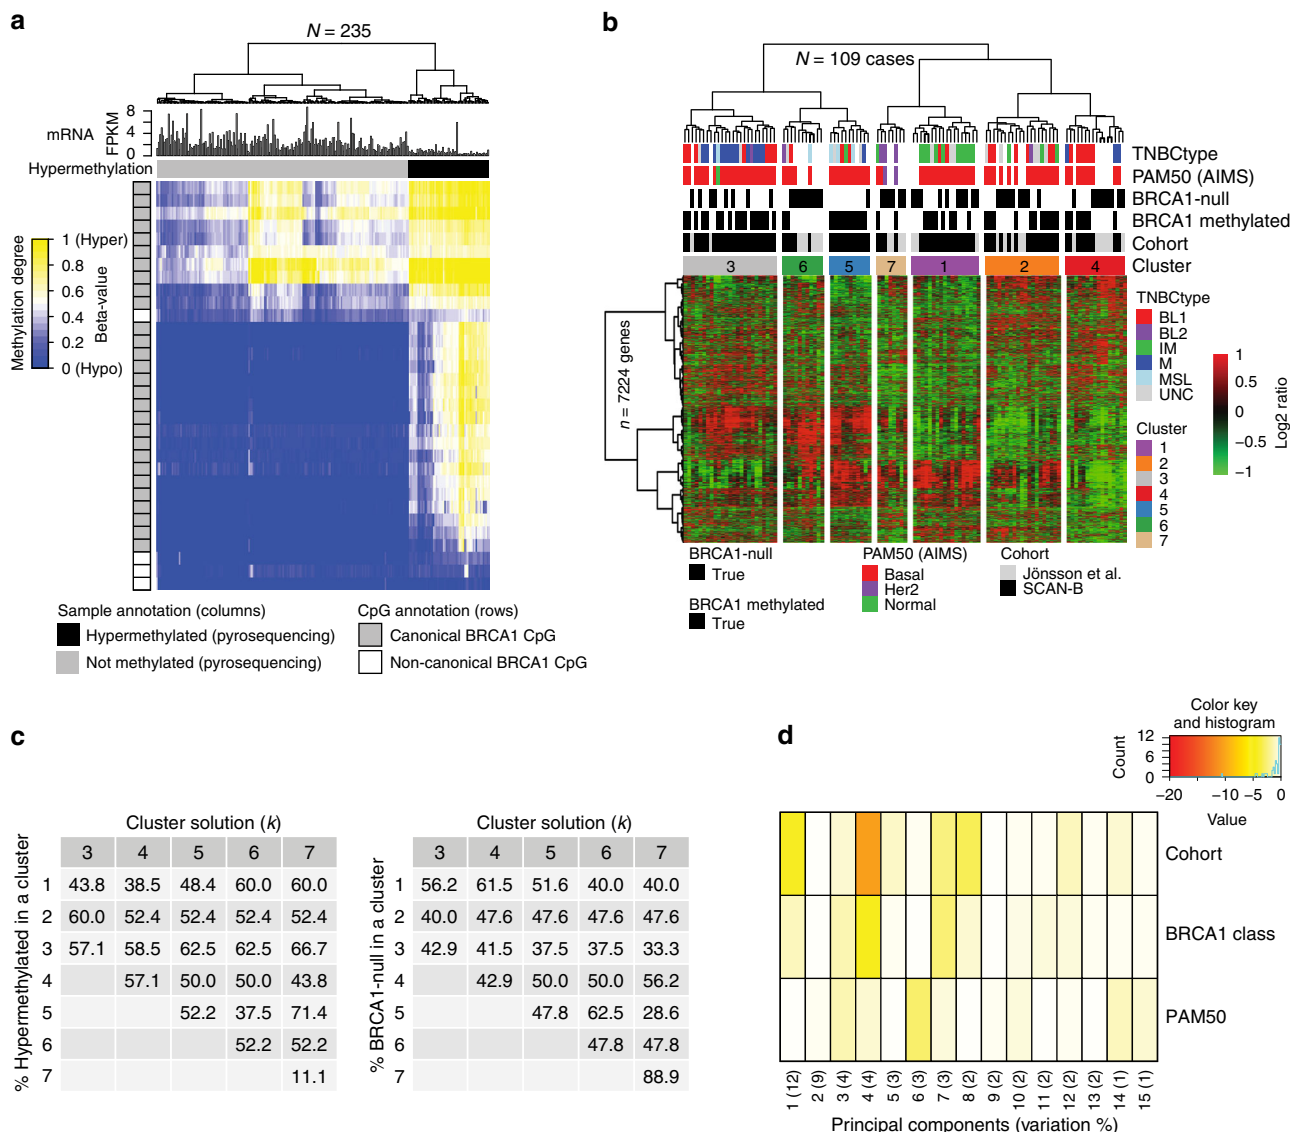 a
N = 235
mRNA
FPKM
8
4
0
Hypermethylation
Methylation degree
Beta-value
1 (Hyper)
0.8
0.6
0.4
0.2
0 (Hypo)
Sample annotation (columns)
Hypermethylated (pyrosequencing)
Not methylated (pyrosequencing)
CpG annotation (rows)
Canonical BRCA1 CpG
Non-canonical BRCA1 CpG
b
N = 109 cases
TNBCtype
PAM50 (AIMS)
BRCA1-null
BRCA1 methylated
Cohort
Cluster
3 6 5 7 1 2 4
n = 7224 genes
TNBCtype
BL1
BL2
IM
M
MSL
UNC
Cluster
1
2
3
4
5
6
7
1
0.5
0
−0.5
−1
Log2 ratio
BRCA1-null
True
BRCA1 methylated
True
PAM50 (AIMS)
Basal
Her2
Normal
Cohort
Jönsson et al.
SCAN-B
c
Cluster solution (k)
% Hypermethylated in a cluster
3 4 5 6 7
1 43.8 38.5 48.4 60.0 60.0
2 60.0 52.4 52.4 52.4 52.4
3 57.1 58.5 62.5 62.5 66.7
4 57.1 50.0 50.0 43.8
5 52.2 37.5 71.4
6 52.2 52.2
7 11.1
Cluster solution (k)
% BRCA1-null in a cluster
3 4 5 6 7
1 56.2 61.5 51.6 40.0 40.0
2 40.0 47.6 47.6 47.6 47.6
3 42.9 41.5 37.5 37.5 33.3
4 42.9 50.0 50.0 56.2
5 47.8 62.5 28.6
6 47.8 47.8
7 88.9
d
Color key
and histogram
Count
12
6
0
−20 −10 −5 0
Value
Cohort
BRCA1 class
PAM50
1 (12)
2 (9)
3 (4)
4 (4)
5 (3)
6 (3)
7 (3)
8 (2)
9 (2)
10 (2)
11 (2)
12 (2)
13 (2)
14 (1)
15 (1)
Principal components (variation %)